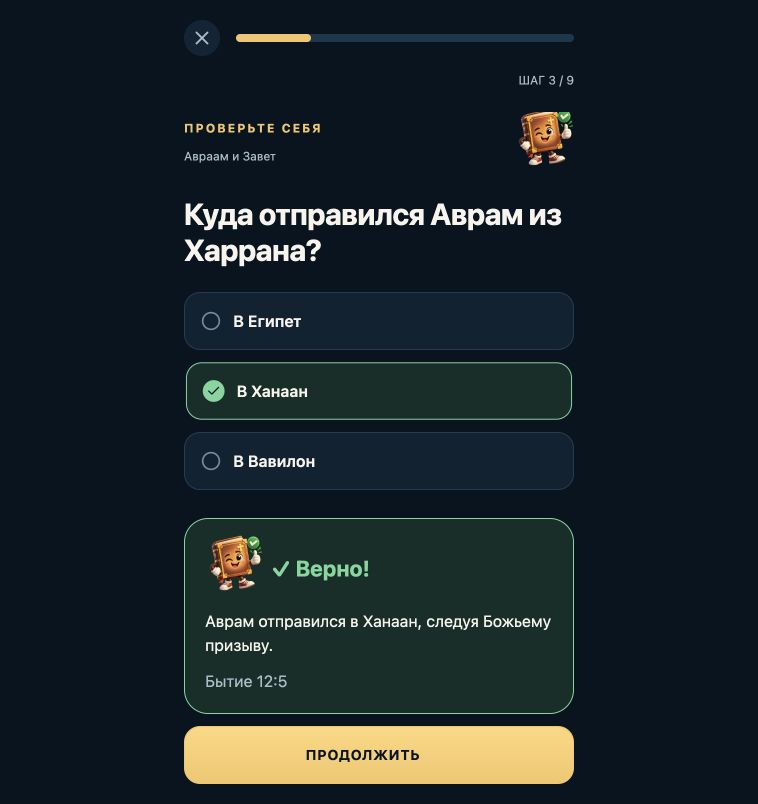 ШАГ 3 / 9
ПРОВЕРЬТЕ СЕБЯ
Авраам и Завет
Куда отправился Аврам из
Харрана?
В Египет
В Ханаан
В Вавилон
Верно!
Аврам отправился в Ханаан, следуя Божьему
призыву.
Бытие 12:5
ПРОДОЛЖИТЬ